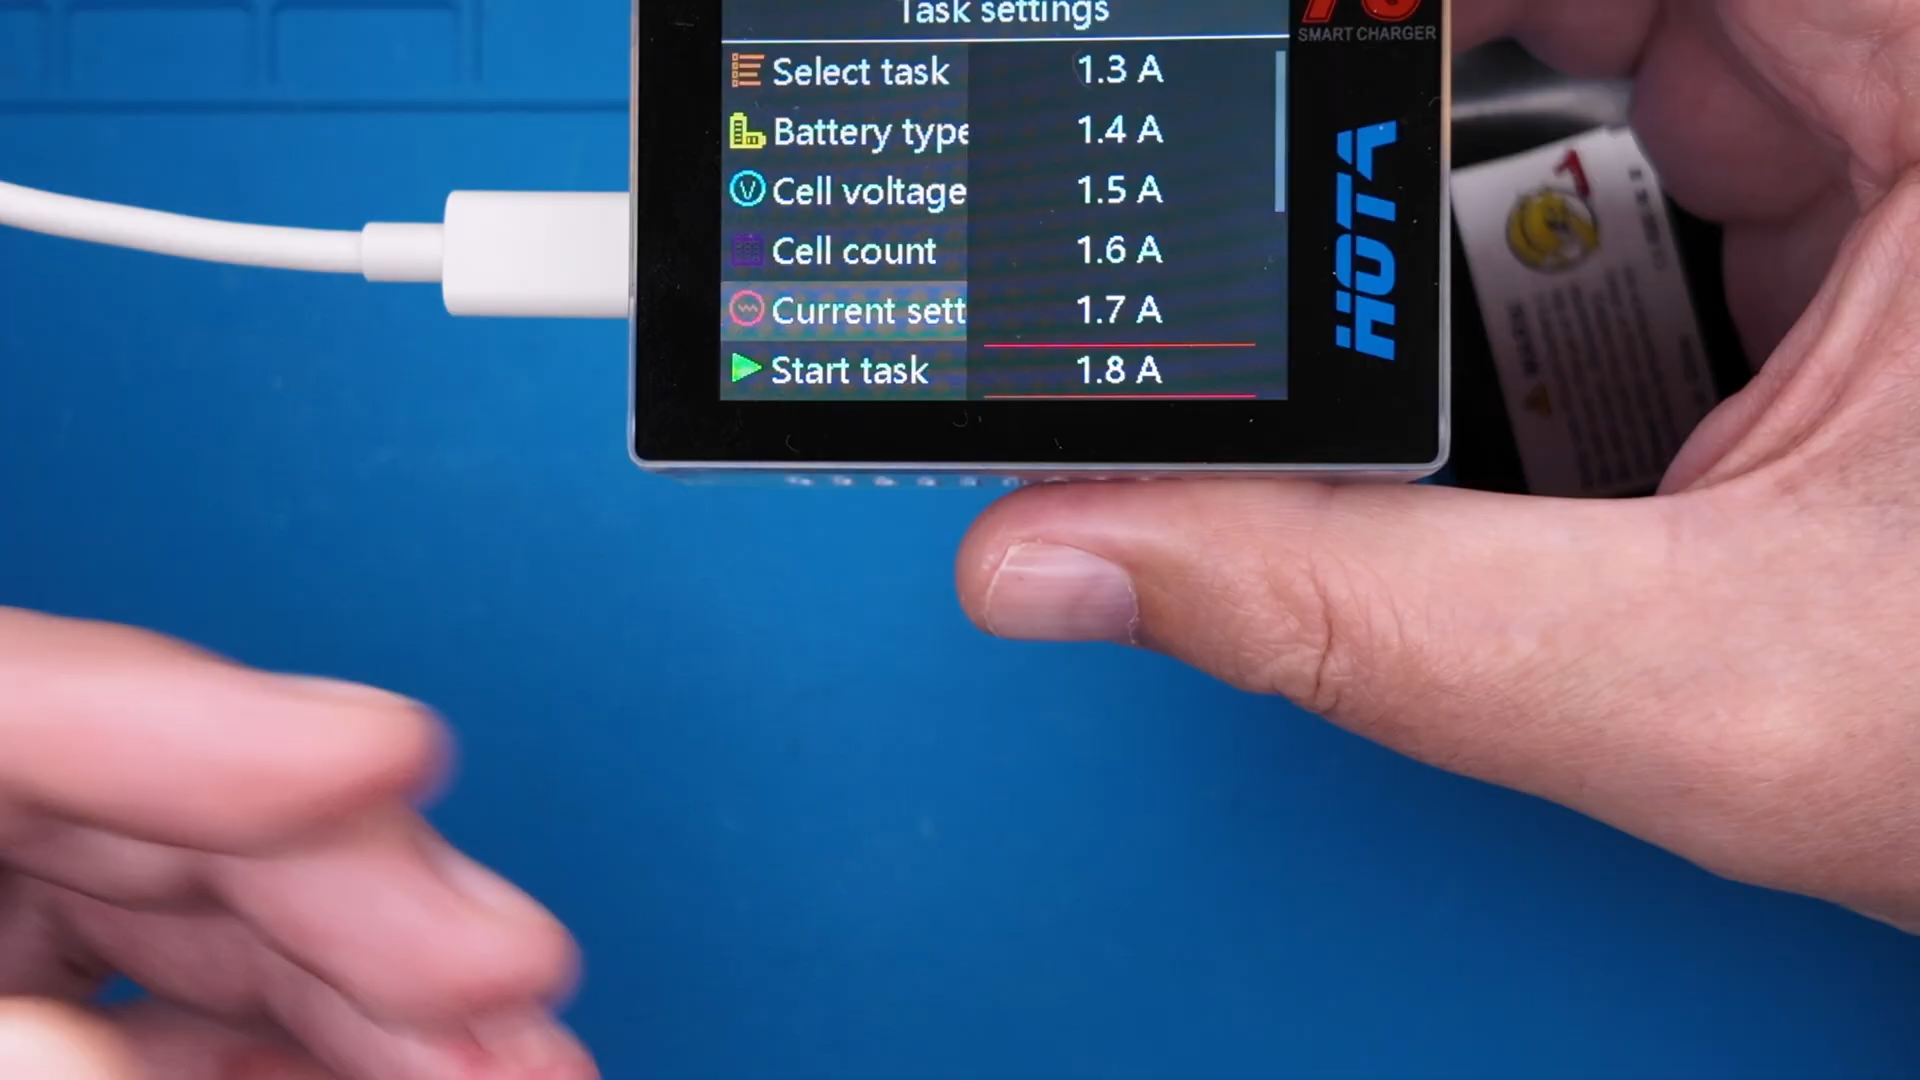 Task settings
Select task
1.3 A
Battery type
1.4 A
Cell voltage
1.5 A
Cell count
1.6 A
Current sett
1.7 A
Start task
1.8 A
SMART CHARGER
HOTA